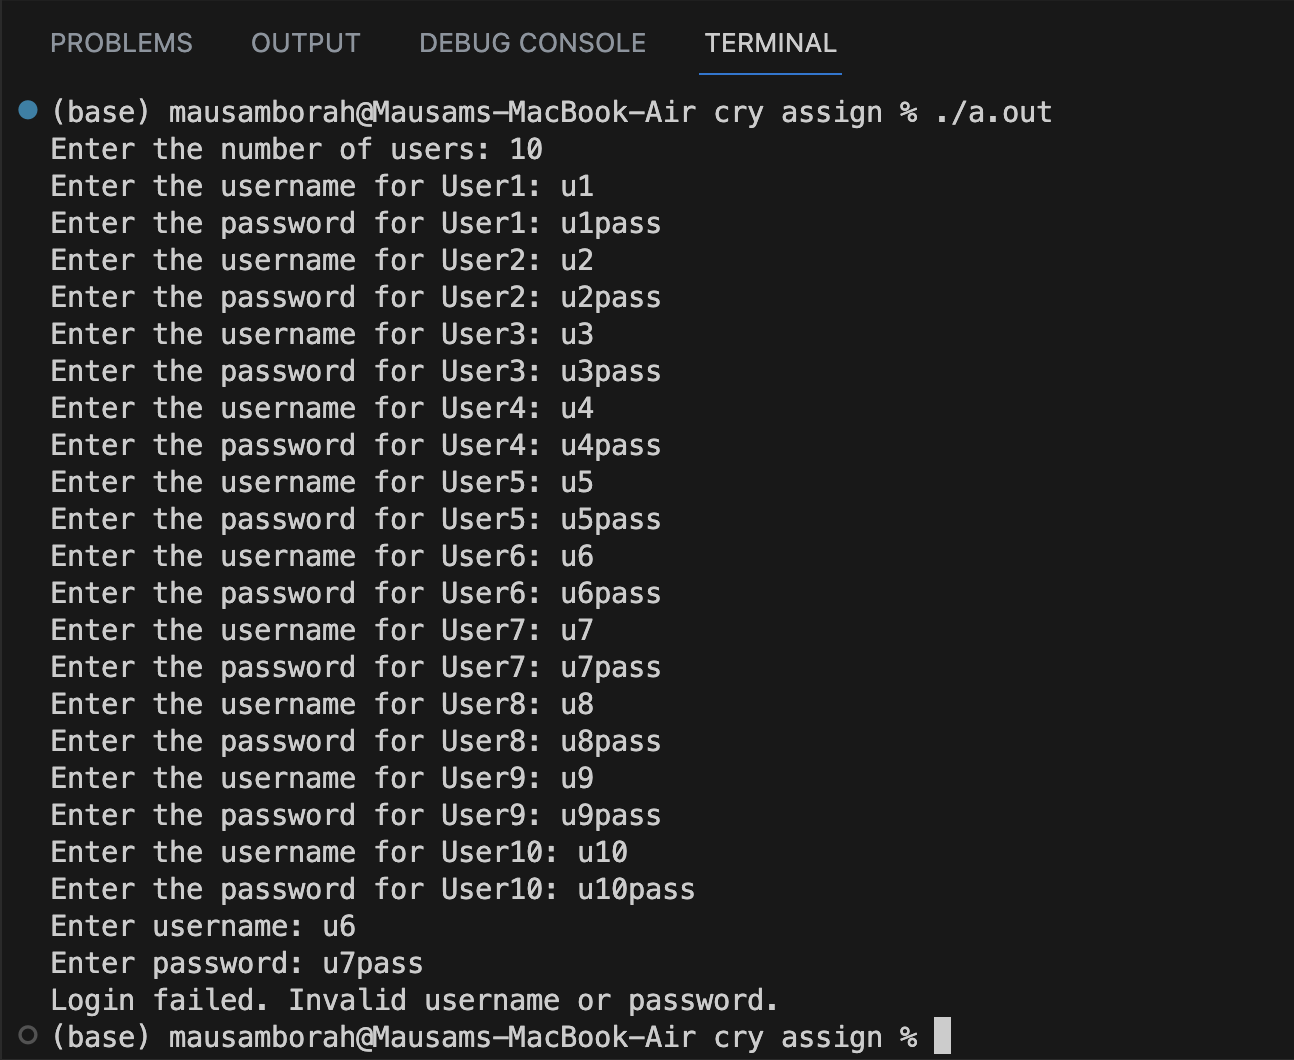 PROBLEMS OUTPUT DEBUG CONSOLE TERMINAL
(base) mausamborah@Mausams-MacBook-Air cry assign % ./a.out
Enter the number of users: 10
Enter the username for User1: u1
Enter the password for User1: u1pass
Enter the username for User2: u2
Enter the password for User2: u2pass
Enter the username for User3: u3
Enter the password for User3: u3pass
Enter the username for User4: u4
Enter the password for User4: u4pass
Enter the username for User5: u5
Enter the password for User5: u5pass
Enter the username for User6: u6
Enter the password for User6: u6pass
Enter the username for User7: u7
Enter the password for User7: u7pass
Enter the username for User8: u8
Enter the password for User8: u8pass
Enter the username for User9: u9
Enter the password for User9: u9pass
Enter the username for User10: u10
Enter the password for User10: u10pass
Enter username: u6
Enter password: u7pass
Login failed. Invalid username or password.
(base) mausamborah@Mausams-MacBook-Air cry assign %